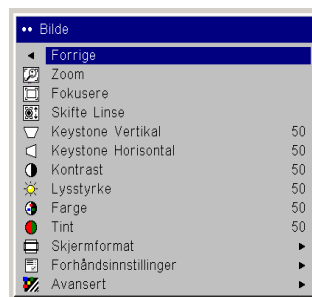 Bilde
Forrige
Zoom
Fokusere
Skifte Linse
Keystone Vertikal 50
Keystone Horisontal 50
Kontrast 50
Lysstyrke 50
Farge 50
Tint 50
Skjermformat
Forhåndsinnstillinger
Avansert